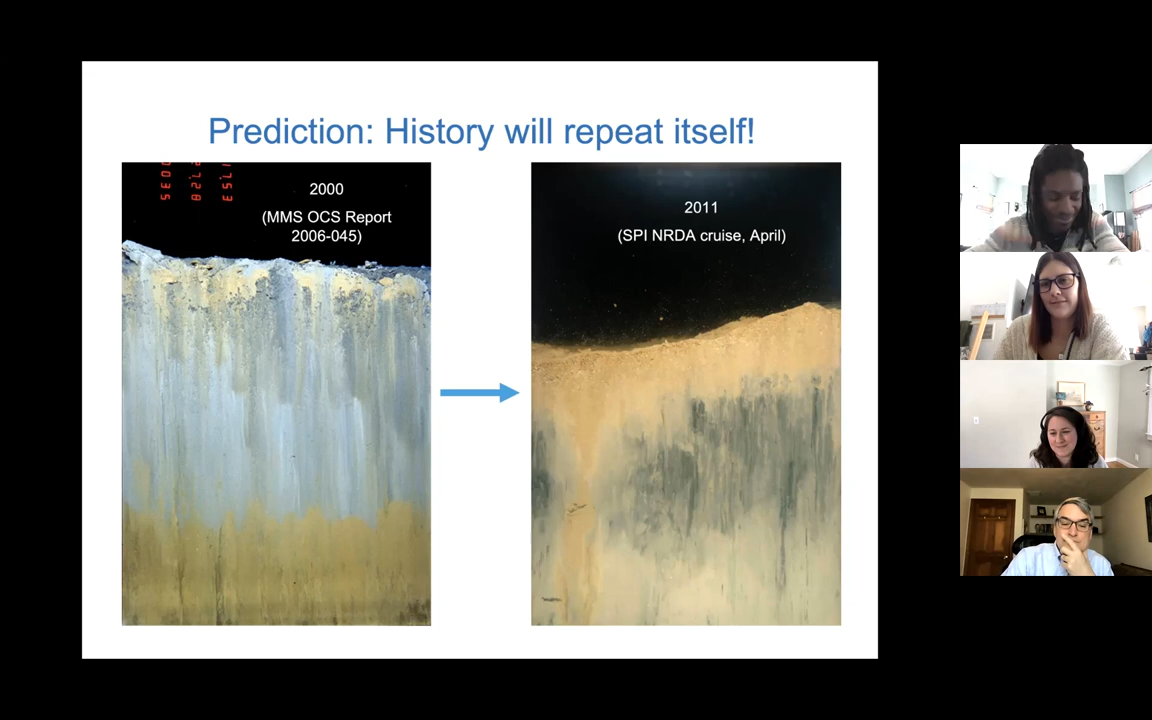 Prediction: History will repeat itself!
2000
(MMS OCS Report
2006-045)
2011
(SPI NRDA cruise, April)